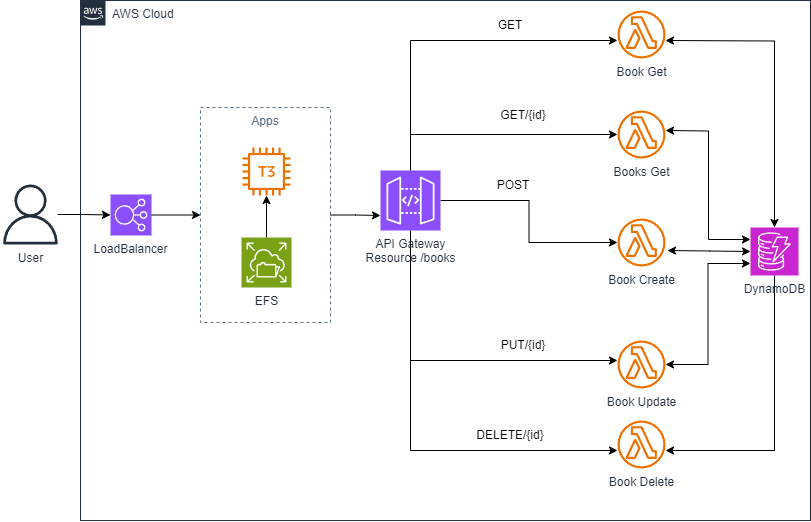 aws
AWS Cloud
GET
Book Get
GET/{id}
Books Get
Apps
T3
EFS
User
LoadBalancer
</>
API Gateway
Resource /books
POST
Book Create
DynamoDB
PUT/{id}
Book Update
DELETE/{id}
Book Delete